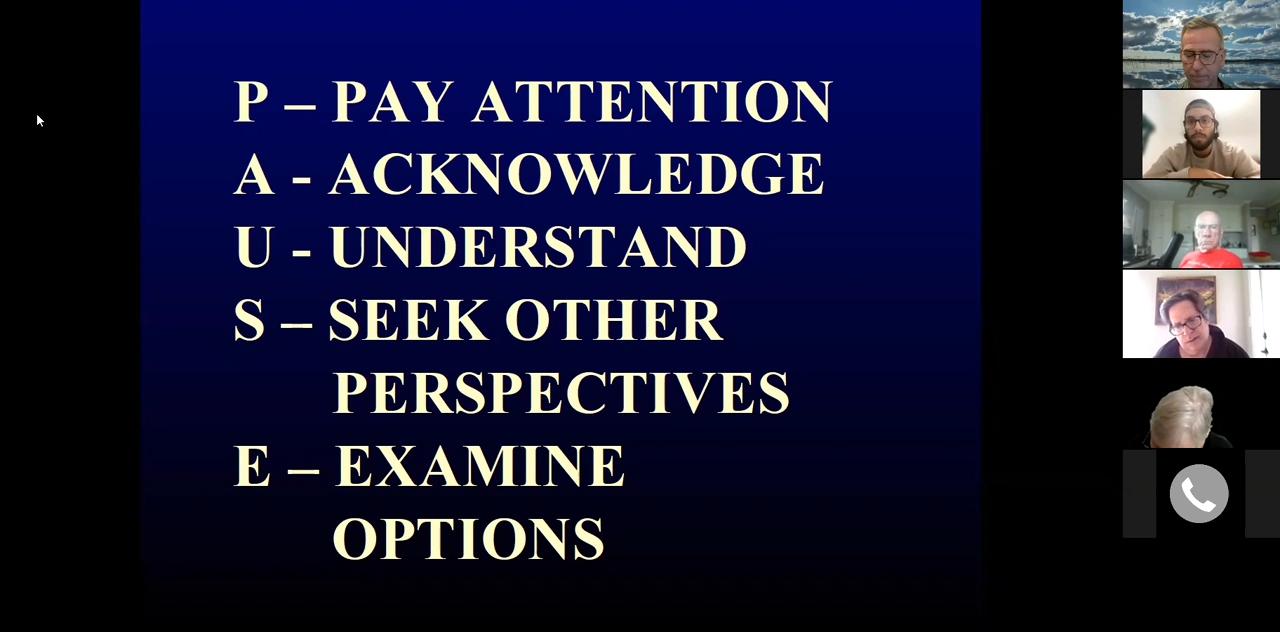 P – PAY ATTENTION
A - ACKNOWLEDGE
U - UNDERSTAND
S – SEEK OTHER
PERSPECTIVES
E – EXAMINE
OPTIONS